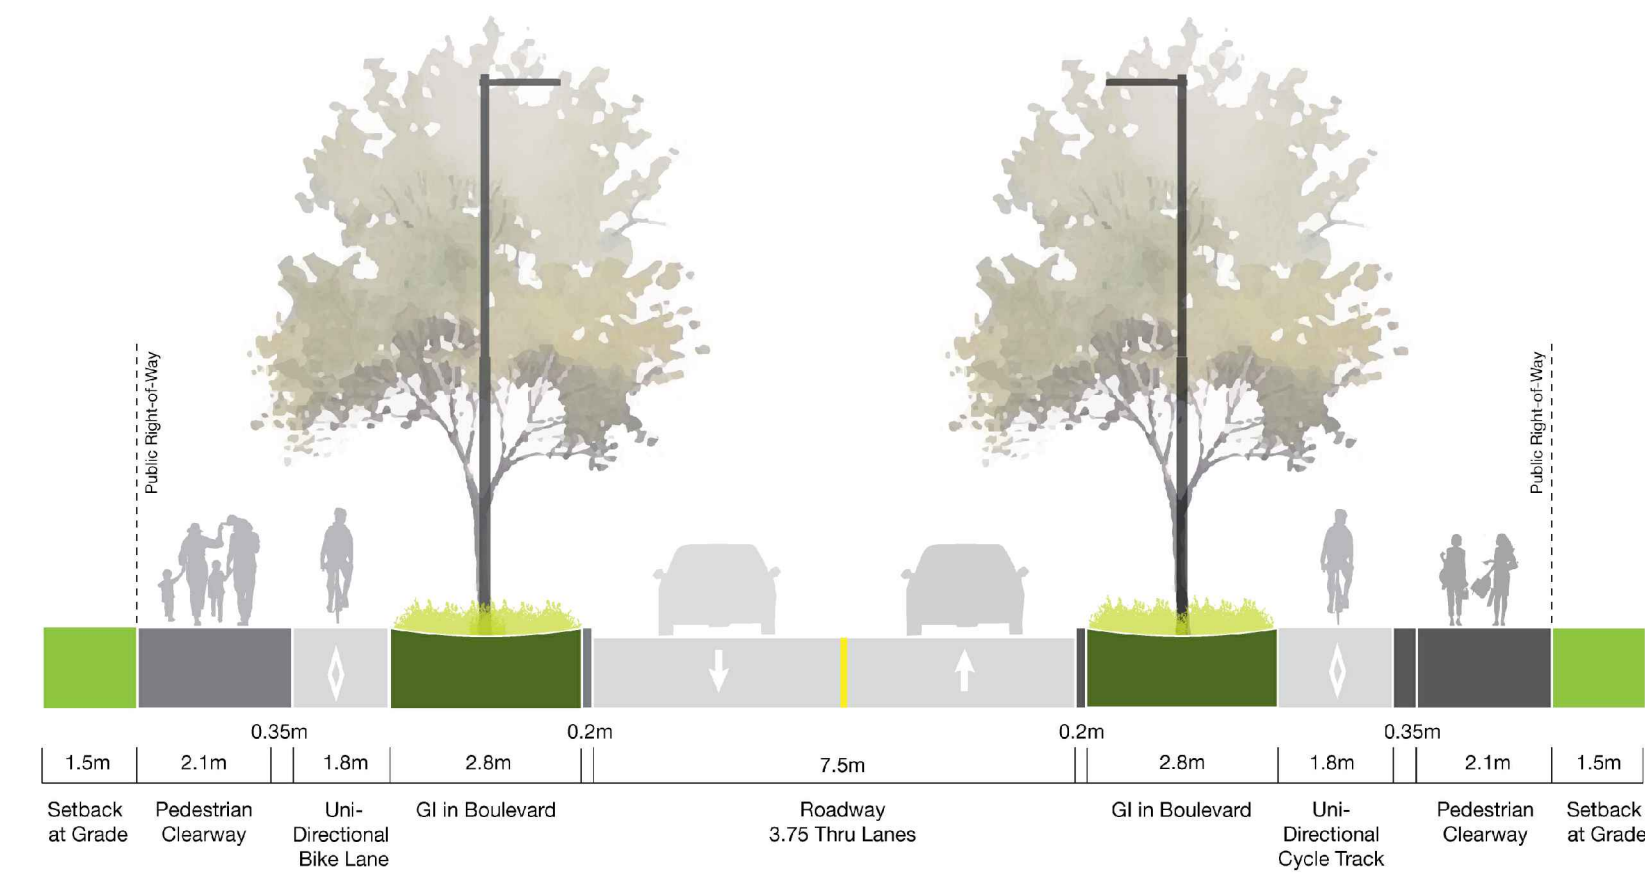 Public Right-of-Way
Public Right-of-Way
0.35m
0.2m
0.2m
0.35m
1.5m
2.1m
1.8m
2.8m
7.5m
2.8m
1.8m
2.1m
1.5m
Setback
at Grade
Pedestrian
Clearway
Uni-
Directional
Bike Lane
GI in Boulevard
Roadway
3.75 Thru Lanes
GI in Boulevard
Uni-
Directional
Cycle Track
Pedestrian
Clearway
Setback
at Grade